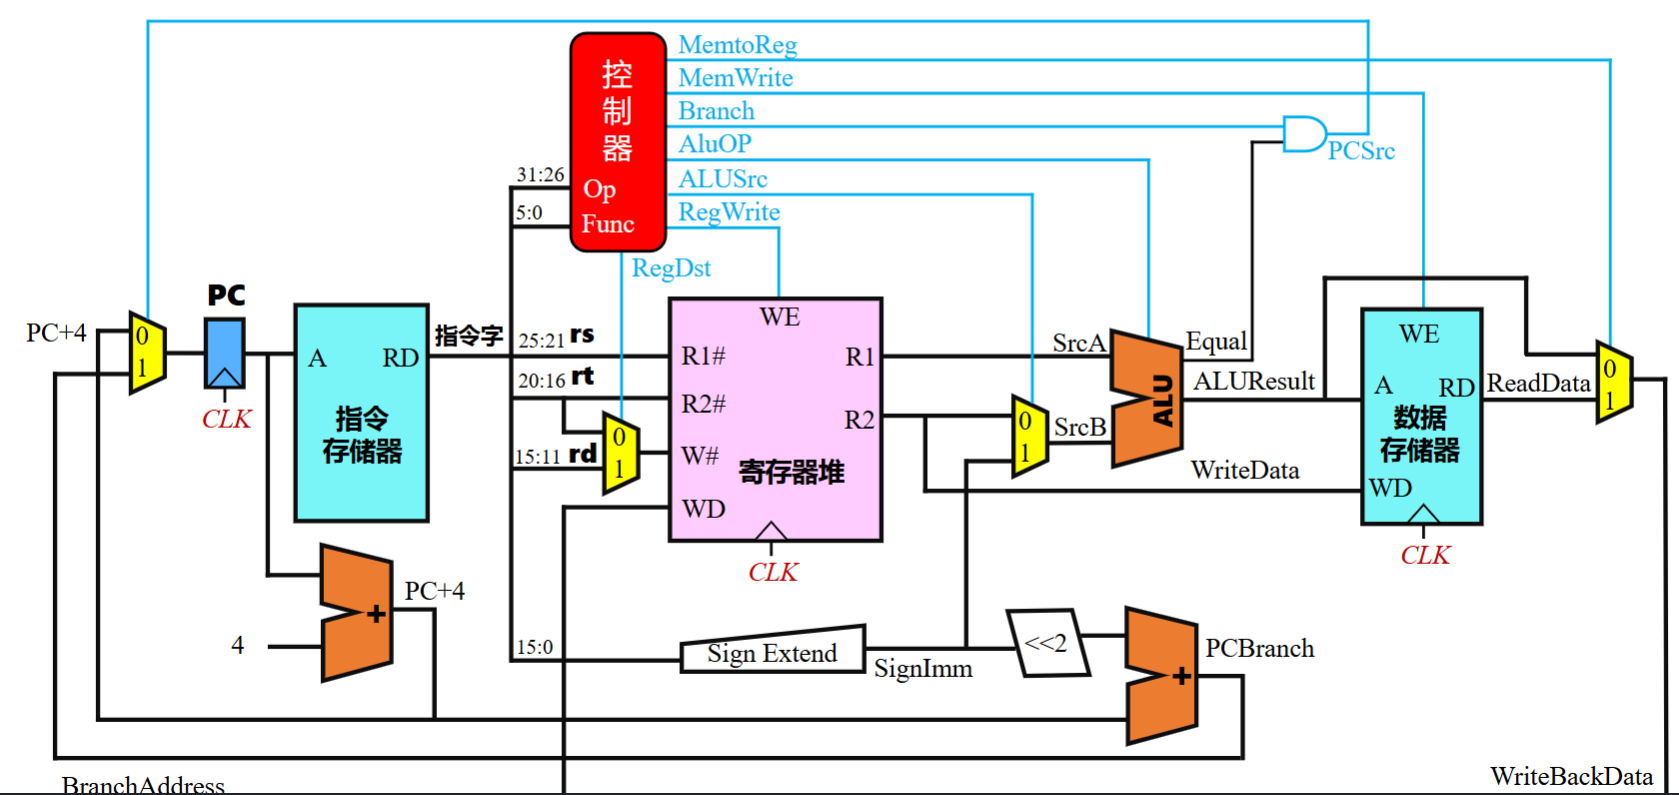 MemtoReg
MemWrite
Branch
AluOP
ALUSrc
RegWrite
控
制
器
Op
Func
31:26
5:0
RegDst
PCSrc
PC+4
0
1
PC
CLK
A
RD
指令
存储器
指令字
25:21 rs
20:16 rt
15:11 rd
0
1
WE
R1#
R2#
W#
WD
R1
R2
寄存器堆
CLK
SrcA
SrcB
0
1
ALU
Equal
ALUResult
WriteData
WE
A
RD
数据
存储器
WD
CLK
ReadData
0
1
4
+
PC+4
15:0
Sign Extend
SignImm
<<2
+
PCBranch
BranchAddress
WriteBackData